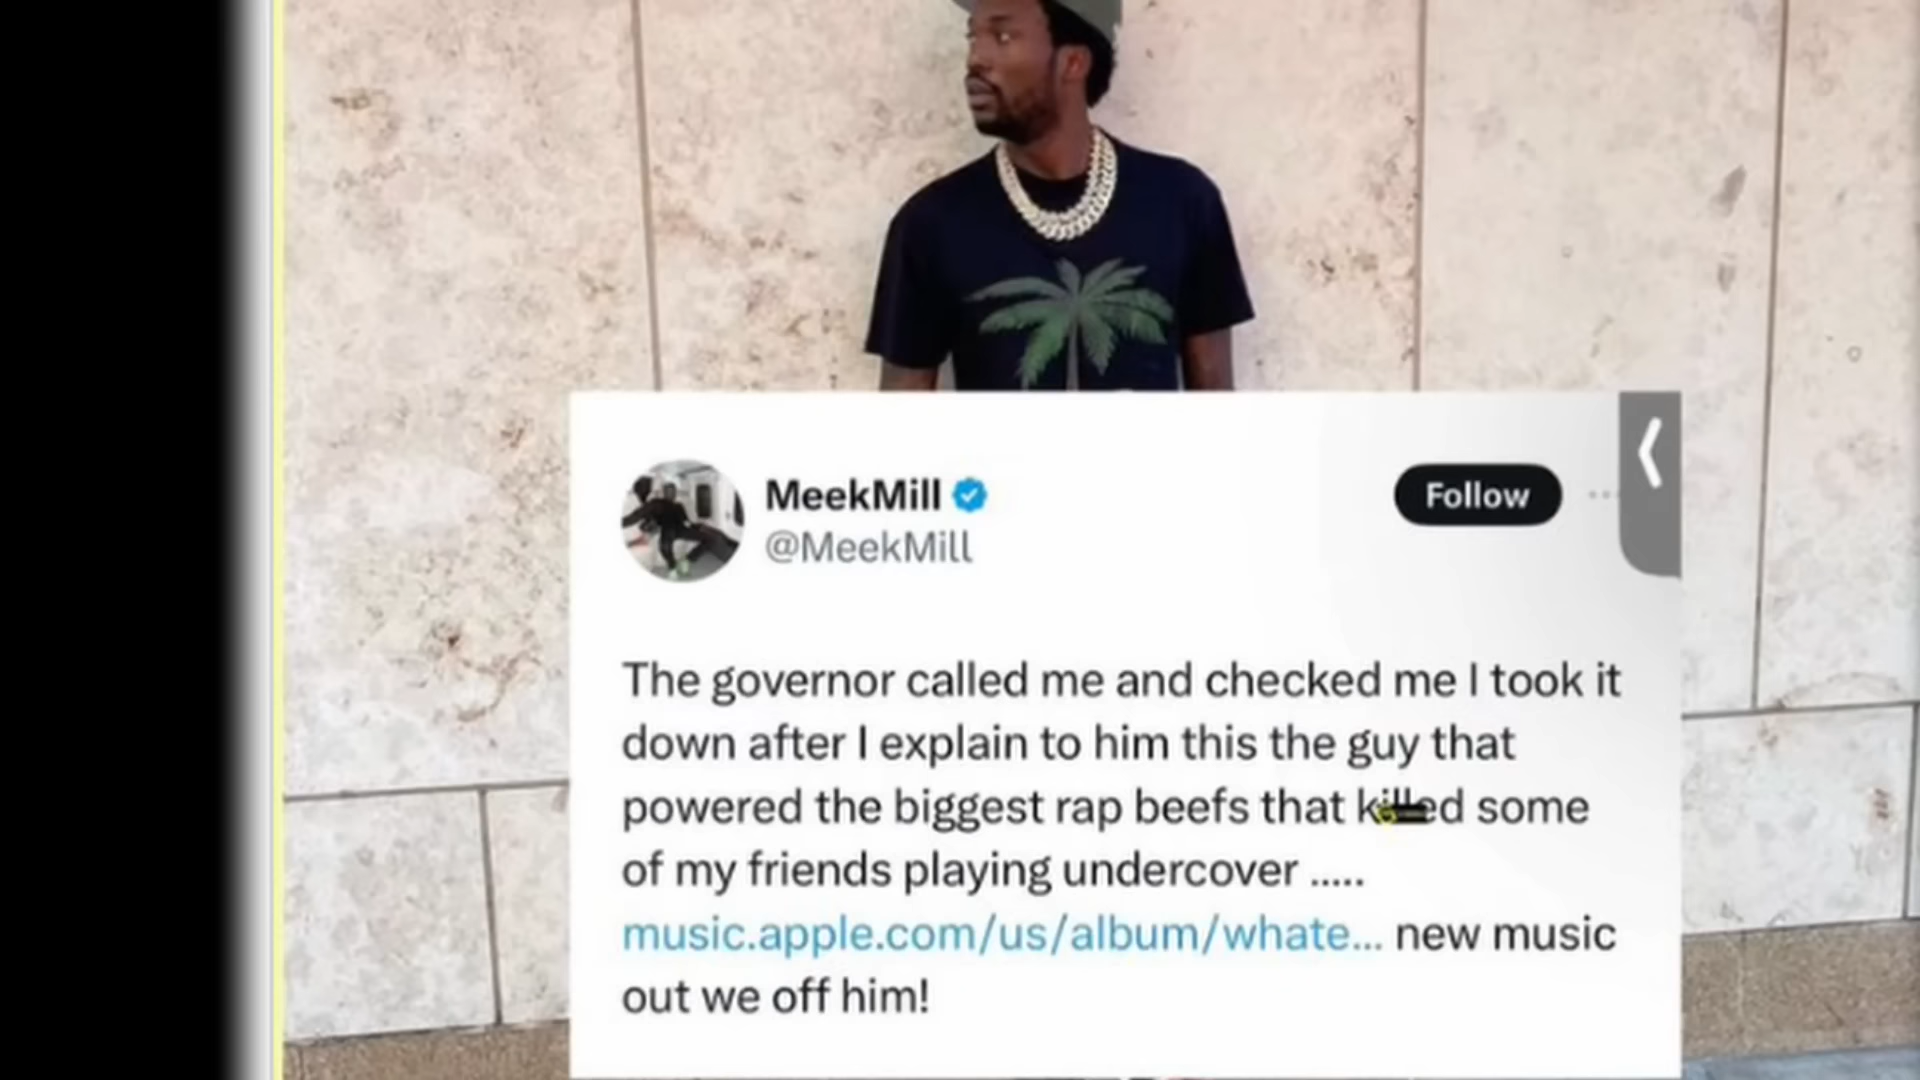 MeekMill
Follow
@MeekMill
The governor called me and checked me I took it
down after I explain to him this the guy that
powered the biggest rap beefs that killed some
of my friends playing undercover .....
music.apple.com/us/album/whate... new music
out we off him!